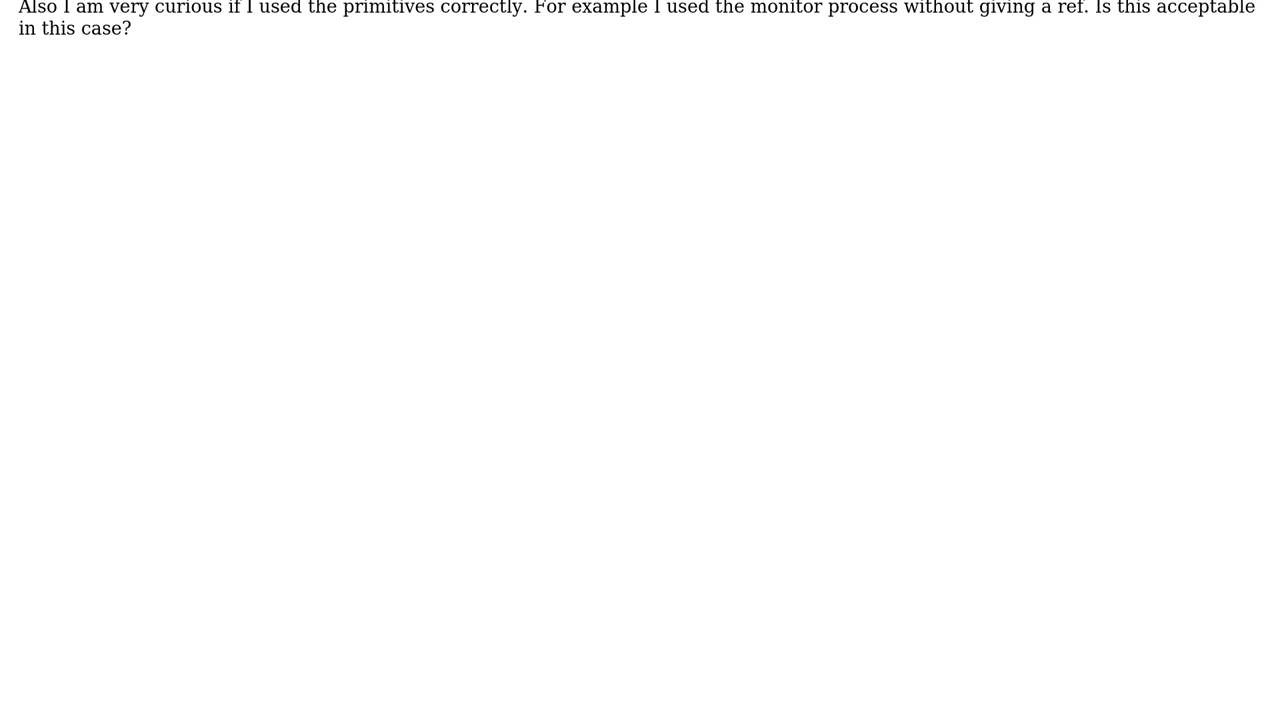 Also I am very curious if I used the primitives correctly. For example I used the monitor process without giving a ref. Is this acceptable
in this case?